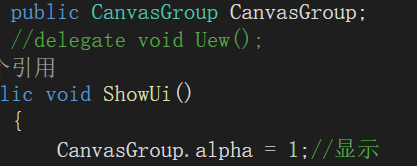 public CanvasGroup CanvasGroup;
//delegate void Uew();
个引用
lic void ShowUi()
{
CanvasGroup.alpha = 1;//显示